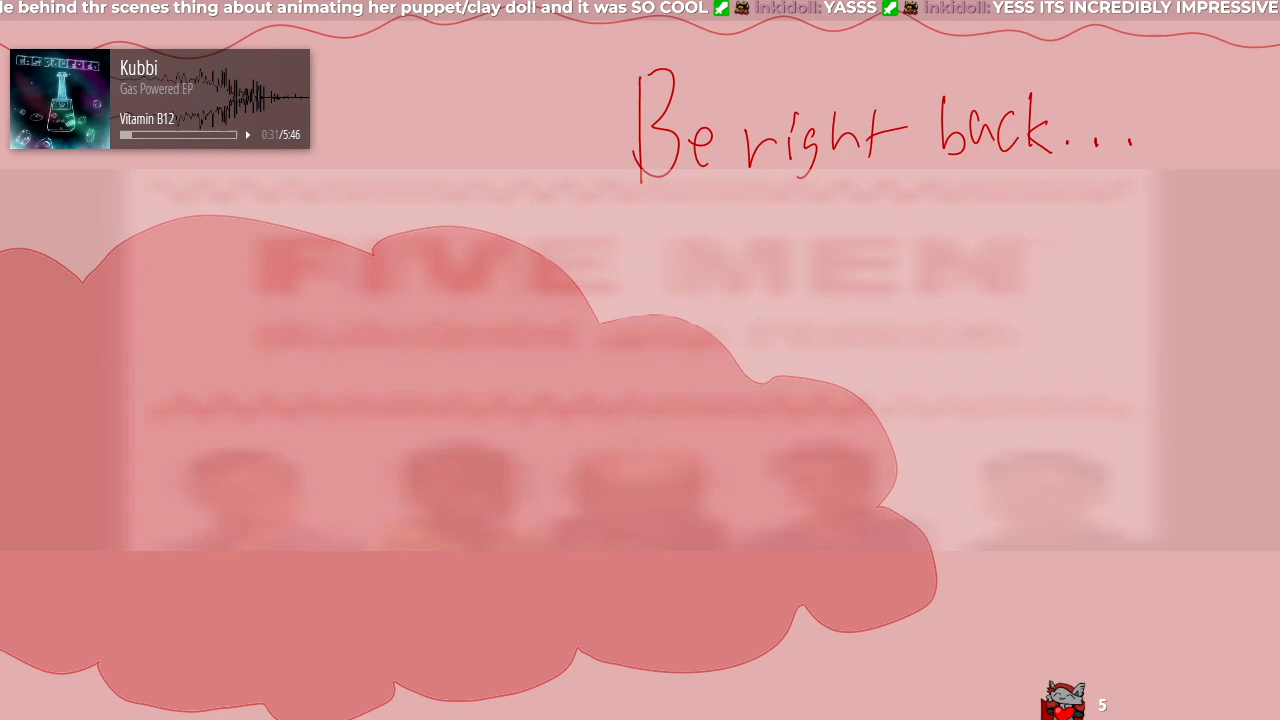 le behind thr scenes thing about animating her puppet/clay doll and it was SO COOL inkidoll: YASSS inkidoll: YESS ITS INCREDIBLY IMPRESSIVE
Kubbi
Gas Powered EP
Vitamin B12
0:31/5:46
Be right back...
FIVE MEN
5